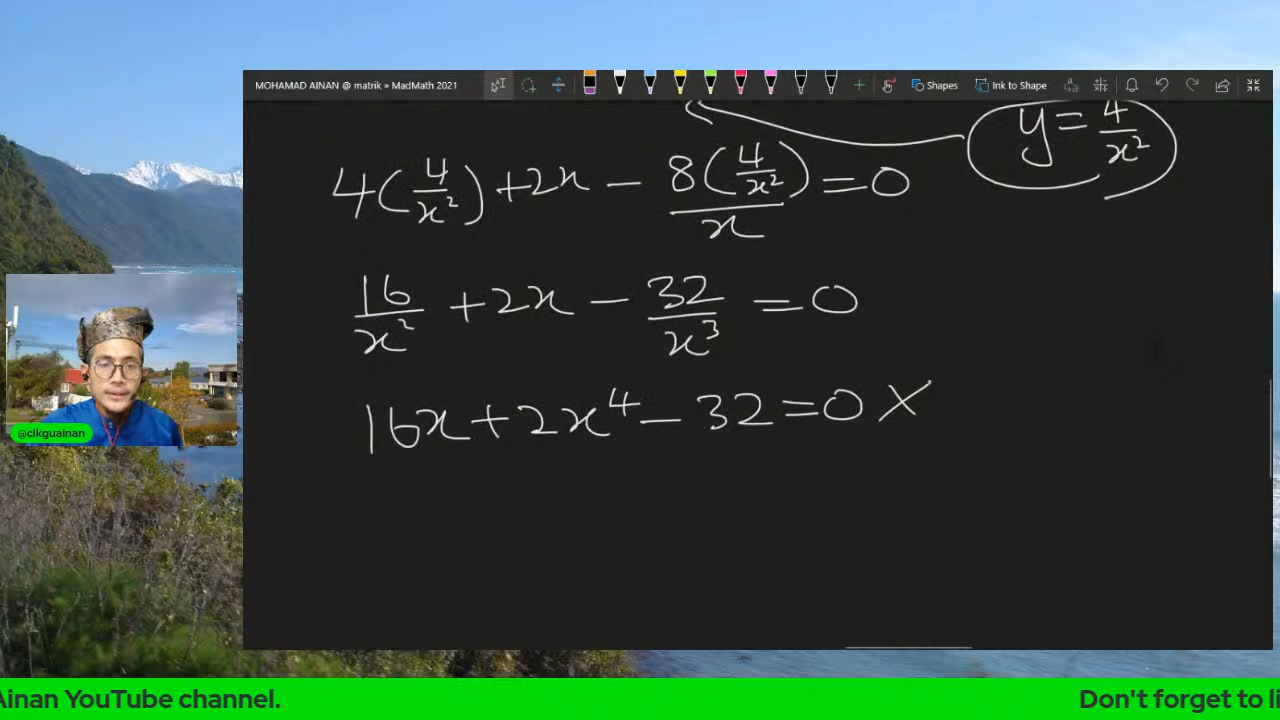 MOHAMAD AINAN @ matrik » MadMath 2021
Shapes
Ink to Shape
y = 4/x²
4(4/x²) + 2x - 8(4/x²)/x = 0
16/x² + 2x - 32/x³ = 0
16x + 2x⁴ - 32 = 0 ×
@cikguainan
Ainan YouTube channel.
Don't forget to li